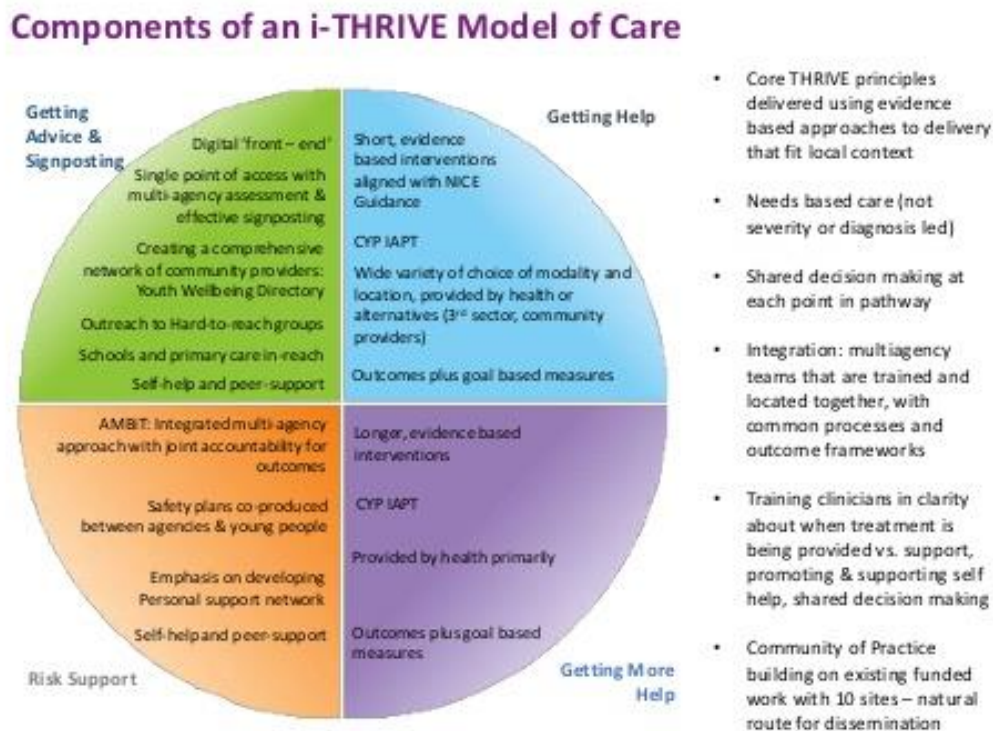 Components of an i-THRIVE Model of Care
Getting
Advice &
Signposting
Digital 'front – end'
Single point of access with
multi-agency assessment &
effective signposting
Creating a comprehensive
network of community providers:
Youth Wellbeing Directory
Outreach to Hard-to-reach groups
Schools and primary care in-reach
Self-help and peer-support
Getting Help
Short, evidence
based interventions
aligned with NICE
Guidance
CYP IAPT
Wide variety of choice of modality and
location, provided by health or
alternatives (3rd sector, community
providers)
Outcomes plus goal based measures
AMBIT: Integrated multi-agency
approach with joint accountability for
outcomes
Safety plans co-produced
between agencies & young people
Emphasis on developing
Personal support network
Self-help and peer-support
Risk Support
Longer, evidence based
interventions
CYP IAPT
Provided by health primarily
Outcomes plus goal based
measures
Getting More
Help
• Core THRIVE principles
delivered using evidence
based approaches to delivery
that fit local context
• Needs based care (not
severity or diagnosis led)
• Shared decision making at
each point in pathway
• Integration: multiagency
teams that are trained and
located together, with
common processes and
outcome frameworks
• Training clinicians in clarity
about when treatment is
being provided vs. support,
promoting & supporting self
help, shared decision making
• Community of Practice
building on existing funded
work with 10 sites – natural
route for dissemination